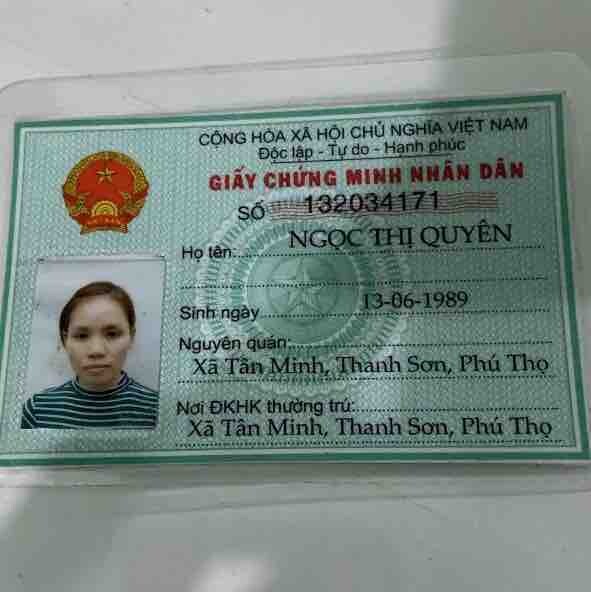 CỘNG HÒA XÃ HỘI CHỦ NGHĨA VIỆT NAM
Độc lập - Tự do - Hạnh phúc
GIẤY CHỨNG MINH NHÂN DÂN
SỐ 132034171
Họ tên: NGỌC THỊ QUYÊN
Sinh ngày 13-06-1989
Nguyên quán:
Xã Tân Minh, Thanh Sơn, Phú Thọ
Nơi ĐKHK thường trú:
Xã Tân Minh, Thanh Sơn, Phú Thọ